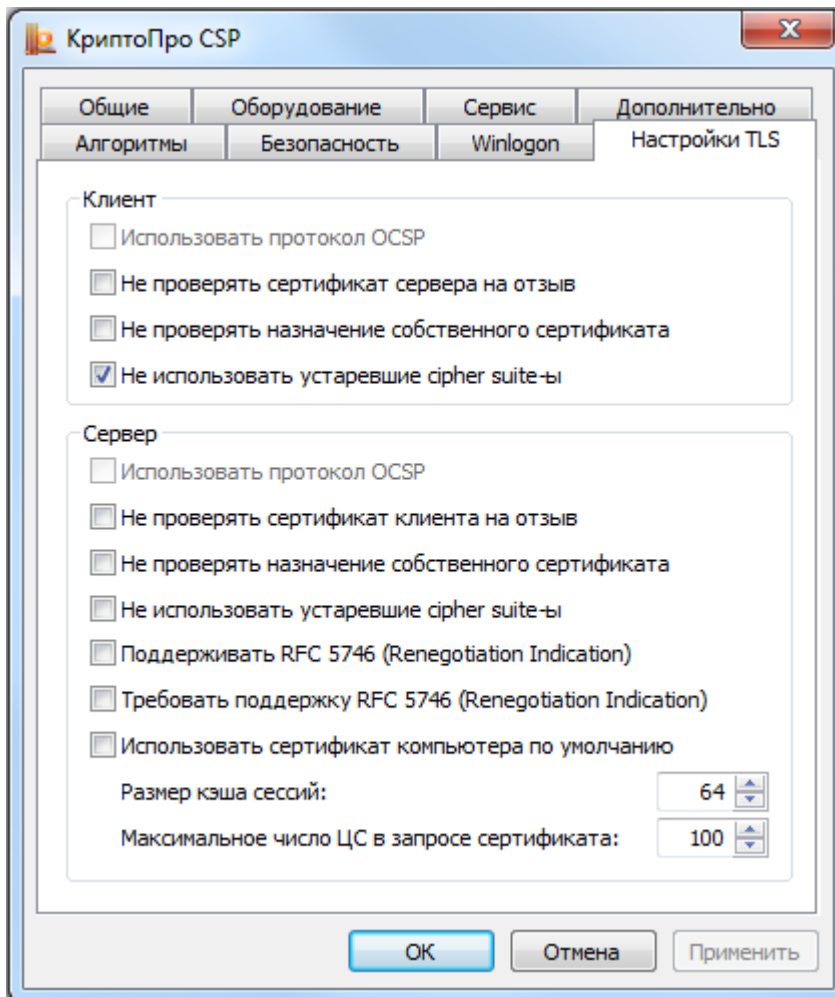 КриптоПро CSP
Общие Оборудование Сервис Дополнительно
Алгоритмы Безопасность Winlogon Настройки TLS
Клиент
Использовать протокол OCSP
Не проверять сертификат сервера на отзыв
Не проверять назначение собственного сертификата
Не использовать устаревшие cipher suite-ы
Сервер
Использовать протокол OCSP
Не проверять сертификат клиента на отзыв
Не проверять назначение собственного сертификата
Не использовать устаревшие cipher suite-ы
Поддерживать RFC 5746 (Renegotiation Indication)
Требовать поддержку RFC 5746 (Renegotiation Indication)
Использовать сертификат компьютера по умолчанию
Размер кэша сессий: 64
Максимальное число ЦС в запросе сертификата: 100
ОК Отмена Применить